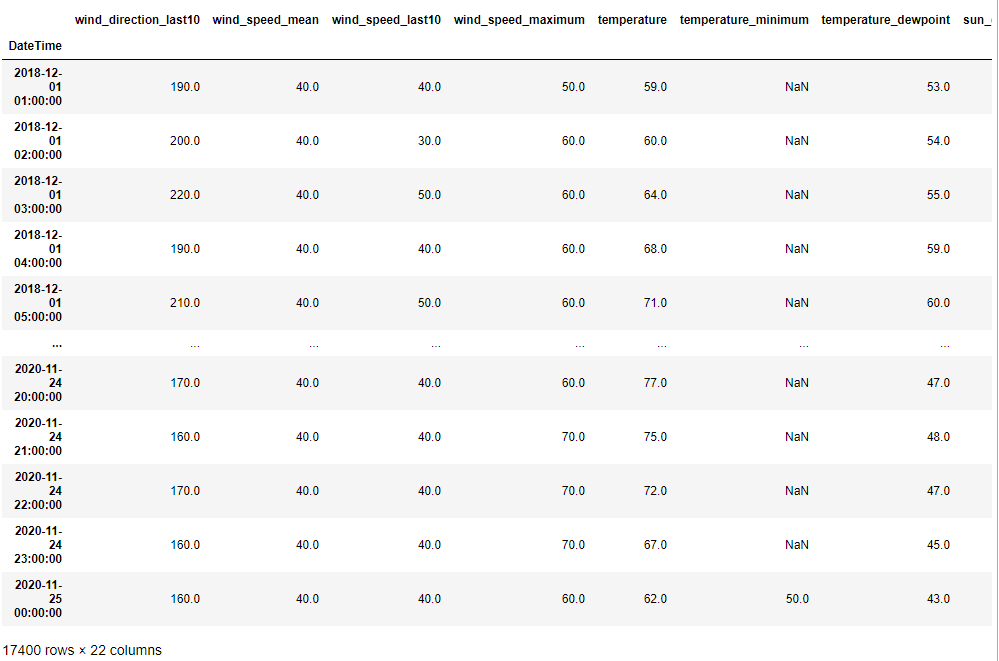 wind_direction_last10 wind_speed_mean wind_speed_last10 wind_speed_maximum temperature temperature_minimum temperature_dewpoint sun_
DateTime
2018-12-
01
01:00:00 190.0 40.0 40.0 50.0 59.0 NaN 53.0
2018-12-
01
02:00:00 200.0 40.0 30.0 60.0 60.0 NaN 54.0
2018-12-
01
03:00:00 220.0 40.0 50.0 60.0 64.0 NaN 55.0
2018-12-
01
04:00:00 190.0 40.0 40.0 60.0 68.0 NaN 59.0
2018-12-
01
05:00:00 210.0 40.0 50.0 60.0 71.0 NaN 60.0
... ... ... ... ... ... ... ...
2020-11-
24
20:00:00 170.0 40.0 40.0 60.0 77.0 NaN 47.0
2020-11-
24
21:00:00 160.0 40.0 40.0 70.0 75.0 NaN 48.0
2020-11-
24
22:00:00 170.0 40.0 40.0 70.0 72.0 NaN 47.0
2020-11-
24
23:00:00 160.0 40.0 40.0 70.0 67.0 NaN 45.0
2020-11-
25
00:00:00 160.0 40.0 40.0 60.0 62.0 50.0 43.0
17400 rows × 22 columns